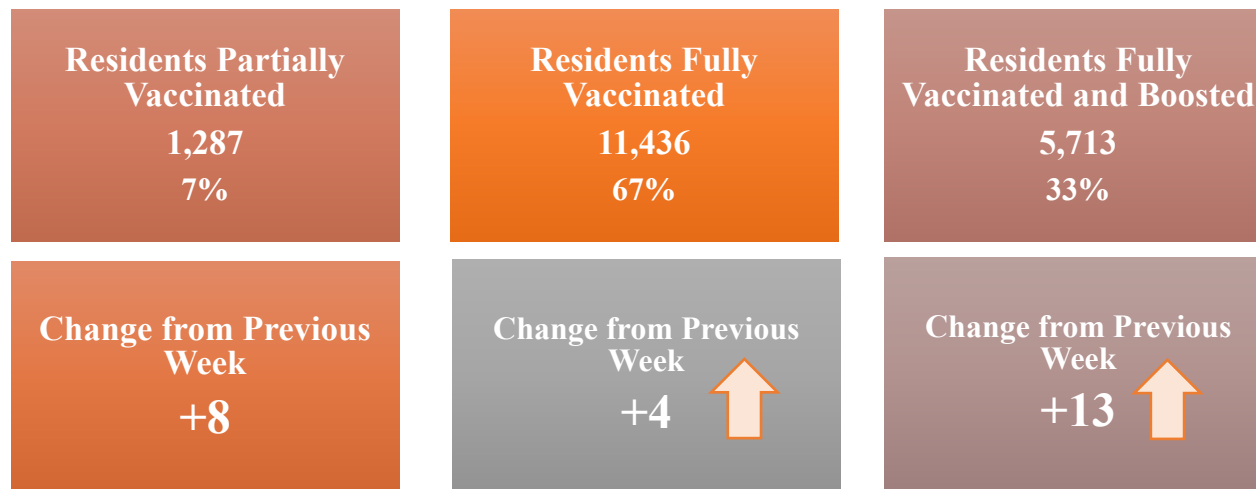 Residents Partially
Vaccinated
1,287
7%
Residents Fully
Vaccinated
11,436
67%
Residents Fully
Vaccinated and Boosted
5,713
33%
Change from Previous
Week
+8
Change from Previous
Week
+4
Change from Previous
Week
+13